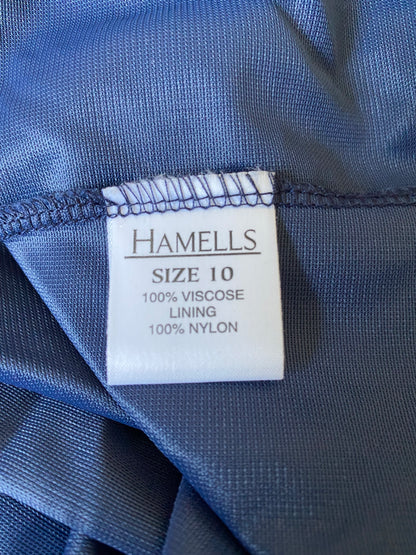 HAMELLS
SIZE 10
100% VISCOSE
LINING
100% NYLON